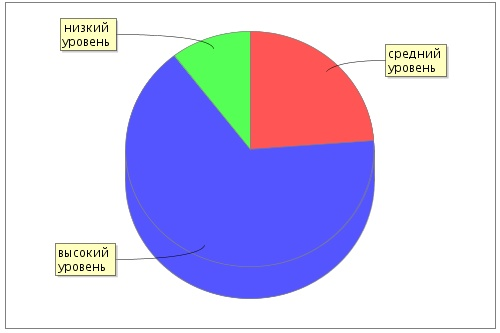 низкий
уровень
средний
уровень
высокий
уровень